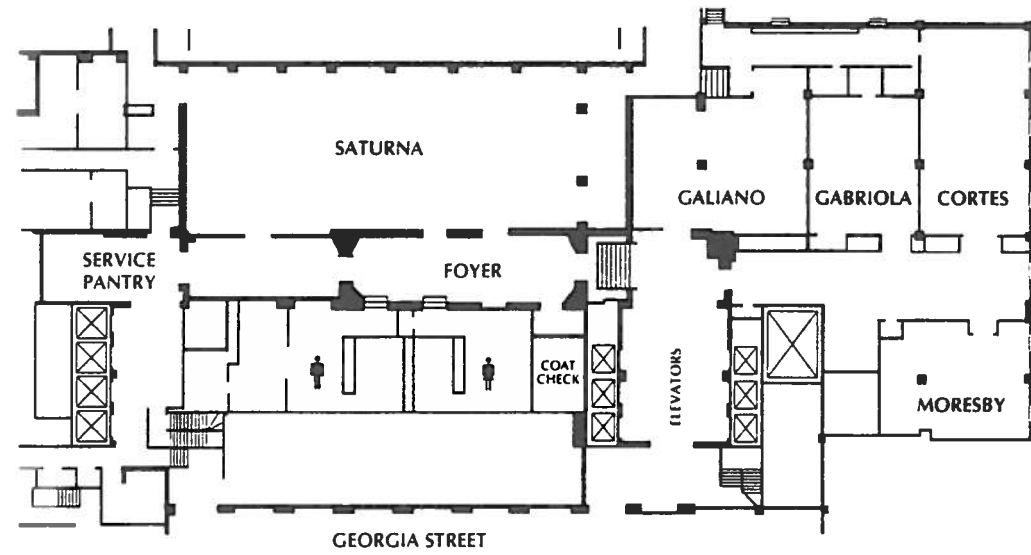 SATURNA
GALIANO
GABRIOLA
CORTES
SERVICE
PANTRY
FOYER
COAT
CHECK
ELEVATORS
MORESBY
GEORGIA STREET